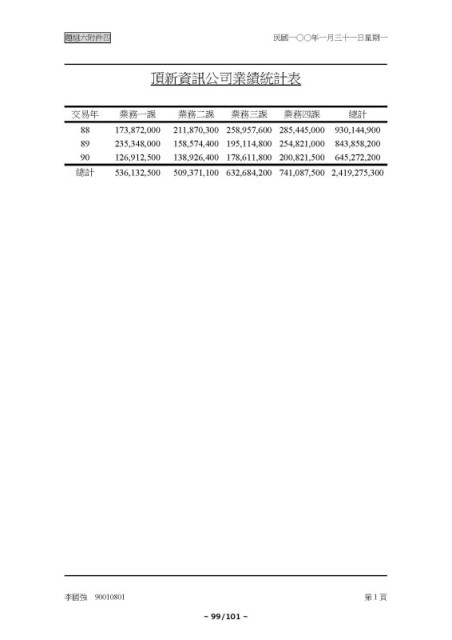 題組六附件四 民國一〇〇年一月三十一日星期一
頂新資訊公司業績統計表
交易年 業務一課 業務二課 業務三課 業務四課 總計
88 173,872,000 211,870,300 258,957,600 285,445,000 930,144,900
89 235,348,000 158,574,400 195,114,800 254,821,000 843,858,200
90 126,912,500 138,926,400 178,611,800 200,821,500 645,272,200
總計 536,132,500 509,371,100 632,684,200 741,087,500 2,419,275,300
李國強 90010801 第 1 頁
~ 99/101 ~